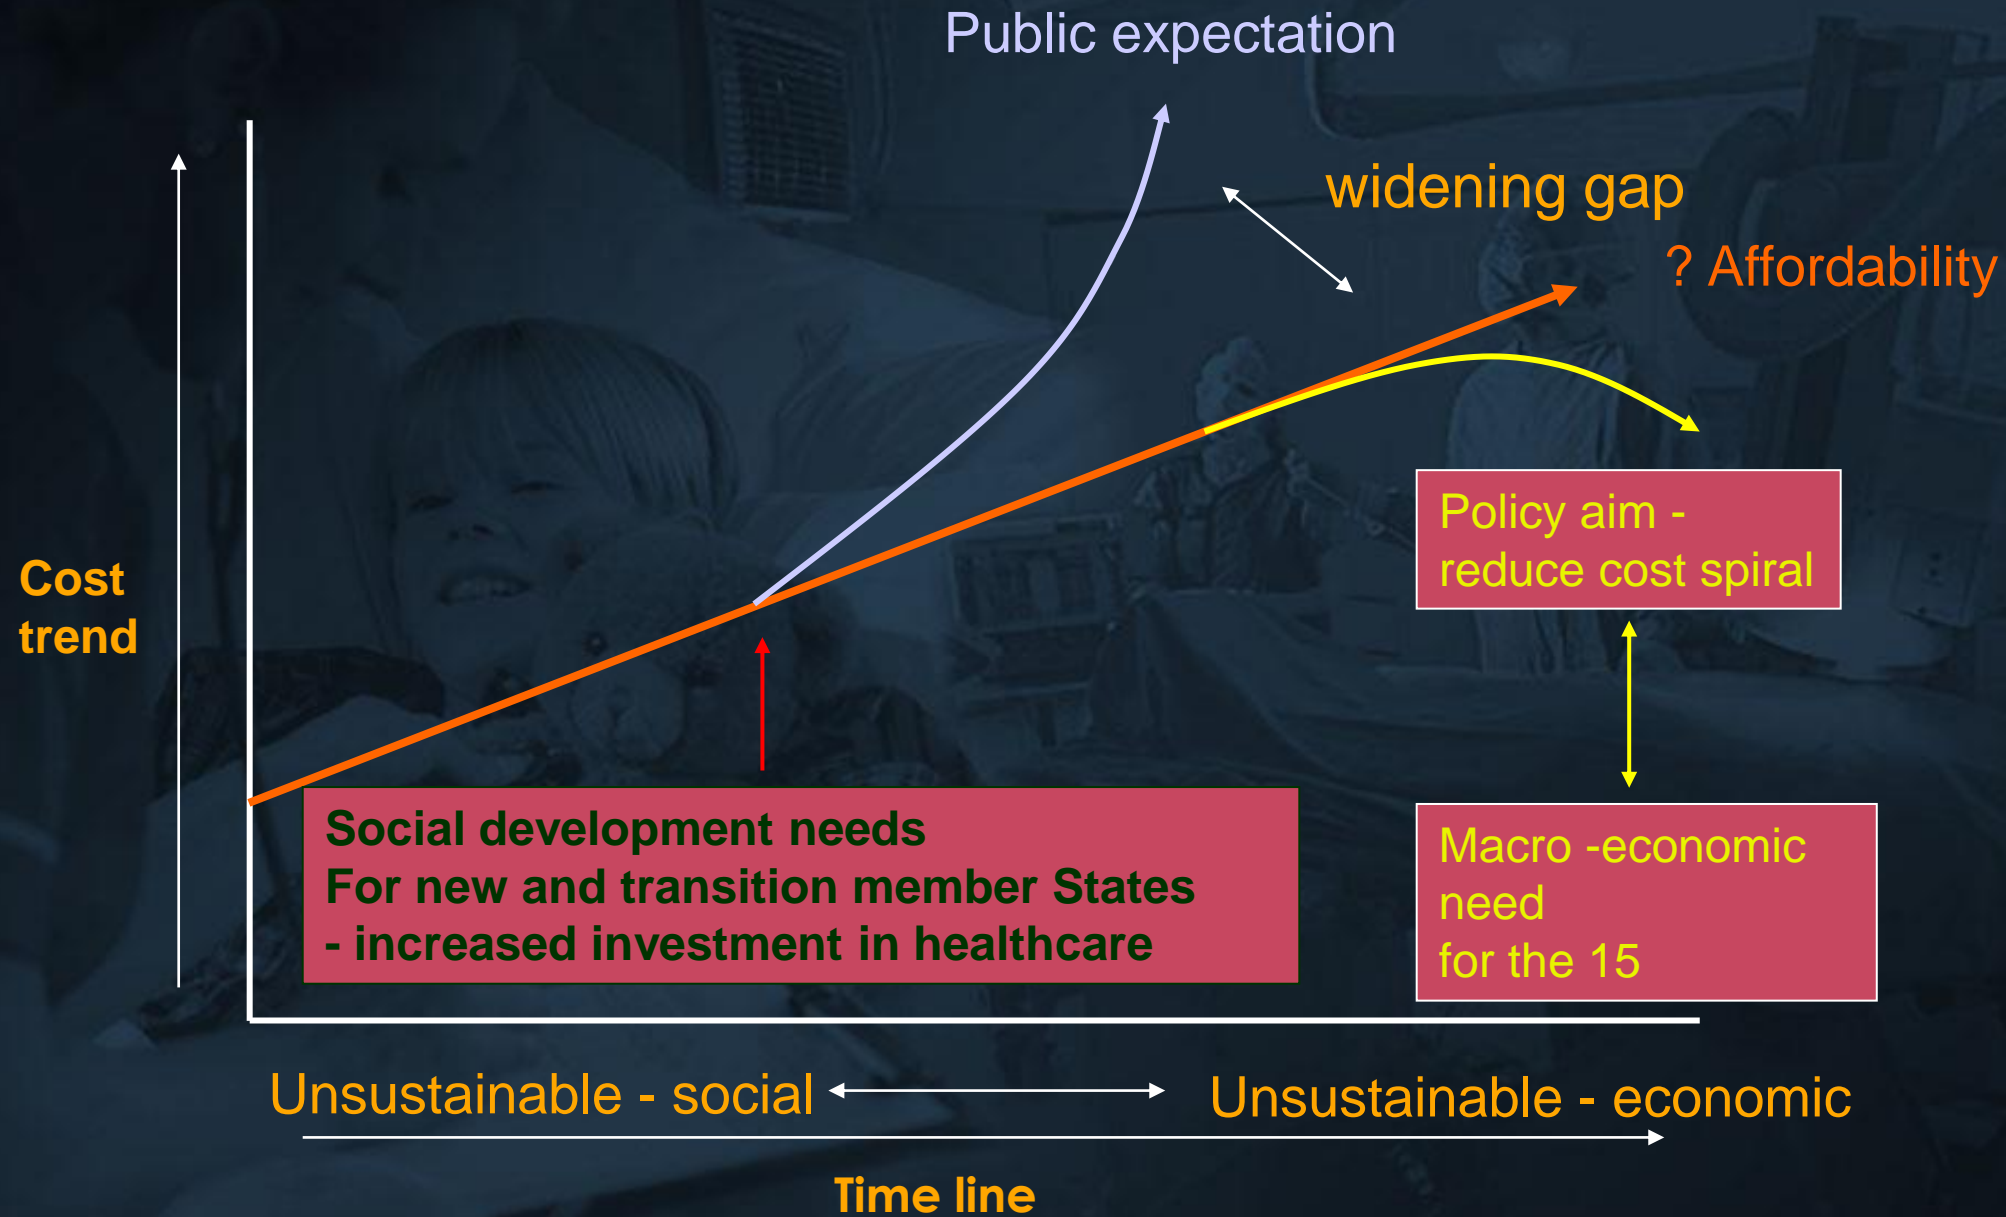 Public expectation
widening gap
? Affordability
Cost
trend
Policy aim -
reduce cost spiral
Social development needs
For new and transition member States
- increased investment in healthcare
Macro -economic
need
for the 15
Unsustainable - social
Unsustainable - economic
Time line